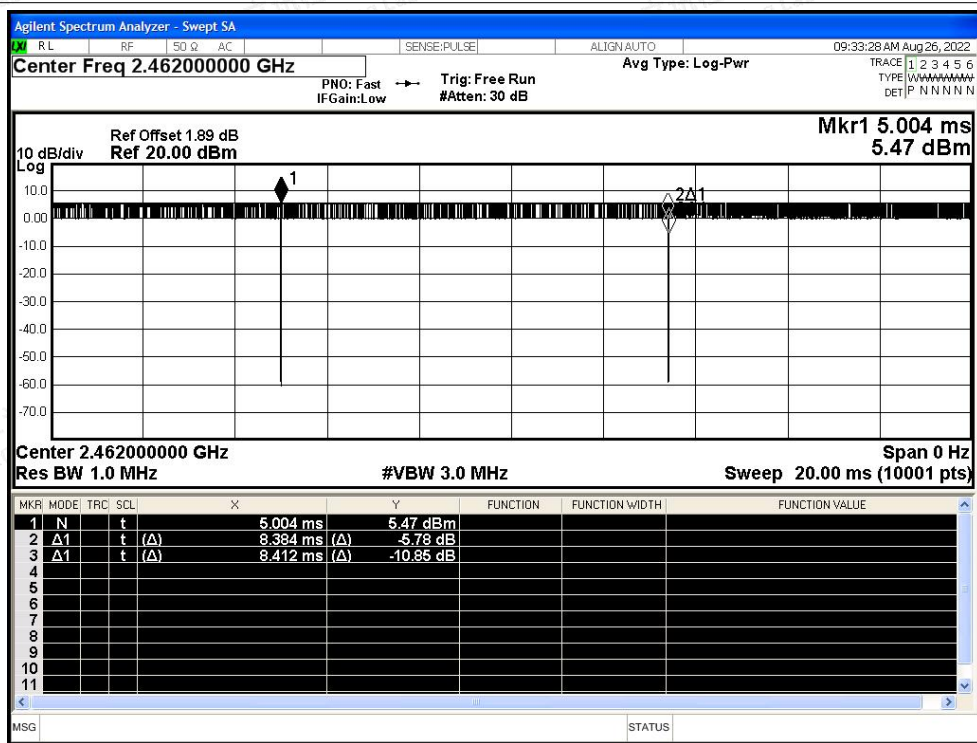 Agilent Spectrum Analyzer - Swept SA
LXI RL RF 50 Ω AC SENSE:PULSE ALIGN AUTO 09:33:28 AM Aug 26, 2022
Center Freq 2.462000000 GHz Avg Type: Log-Pwr TRACE 1 2 3 4 5 6
PNO: Fast Trig: Free Run TYPE WWWWWW
IFGain:Low #Atten: 30 dB DET P N N N N N
Mkr1 5.004 ms
Ref Offset 1.89 dB
10 dB/div Ref 20.00 dBm 5.47 dBm
Log
1
10.0
2Δ1
0.00
-10.0
-20.0
-30.0
-40.0
-50.0
-60.0
-70.0
Center 2.462000000 GHz Span 0 Hz
Res BW 1.0 MHz #VBW 3.0 MHz Sweep 20.00 ms (10001 pts)
MKR MODE TRC SCL X Y FUNCTION FUNCTION WIDTH FUNCTION VALUE
1 N t 5.004 ms 5.47 dBm
2 Δ1 t (Δ) 8.384 ms (Δ) -5.78 dB
3 Δ1 t (Δ) 8.412 ms (Δ) -10.85 dB
4
5
6
7
8
9
10
11
MSG STATUS